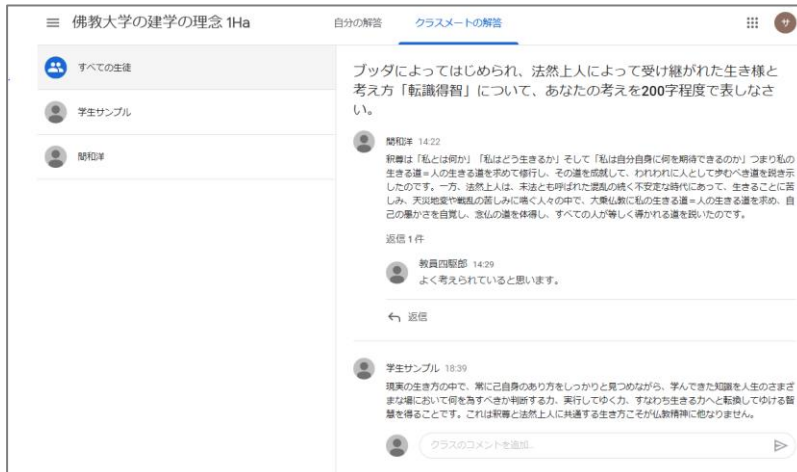 佛教大学の建学の理念 1Ha
自分の解答
クラスメートの解答
サ
すべての生徒
学生サンプル
間和洋
ブッダによってはじめられ、法然上人によって受け継がれた生き様と
考え方「転識得智」について、あなたの考えを200字程度で表しなさ
い。
間和洋 14:22
釈尊は「私とは何か」「私はどう生きるか」そして「私は自分自身に何を期待できるのか」つまり私の
生きる道=人の生きる道を求めて修行し、その道を成就して、われわれに人として歩むべき道を説き示
したのです。一方、法然上人は、末法とも呼ばれた混乱の続く不安定な時代にあって、生きることに苦
しみ、天災地変や戦乱の苦しみに喘ぐ人々の中で、大乗仏教に私の生きる道=人の生きる道を求め、自
己の愚かさを自覚し、念仏の道を体得し、すべての人が等しく導かれる道を説いたのです。
返信 1 件
教員四駆郎 14:29
よく考えられていると思います。
返信
学生サンプル 18:39
現実の生き方の中で、常に己自身のあり方をしっかりと見つめながら、学んできた知識を人生のさまざ
まな場において何を為すべきか判断する力、実行してゆく力、すなわち生きる力へと転換してゆける智
慧を得ることです。これは釈尊と法然上人に共通する生き方こそが仏教精神に他なりません。
クラスのコメントを追加...